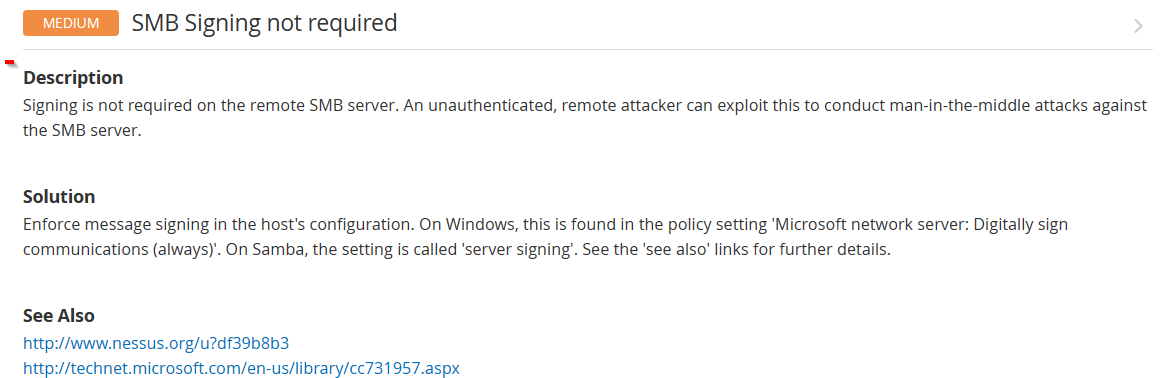 MEDIUM SMB Signing not required
Description
Signing is not required on the remote SMB server. An unauthenticated, remote attacker can exploit this to conduct man-in-the-middle attacks against
the SMB server.
Solution
Enforce message signing in the host's configuration. On Windows, this is found in the policy setting 'Microsoft network server: Digitally sign
communications (always)'. On Samba, the setting is called 'server signing'. See the 'see also' links for further details.
See Also
http://www.nessus.org/u?df39b8b3
http://technet.microsoft.com/en-us/library/cc731957.aspx